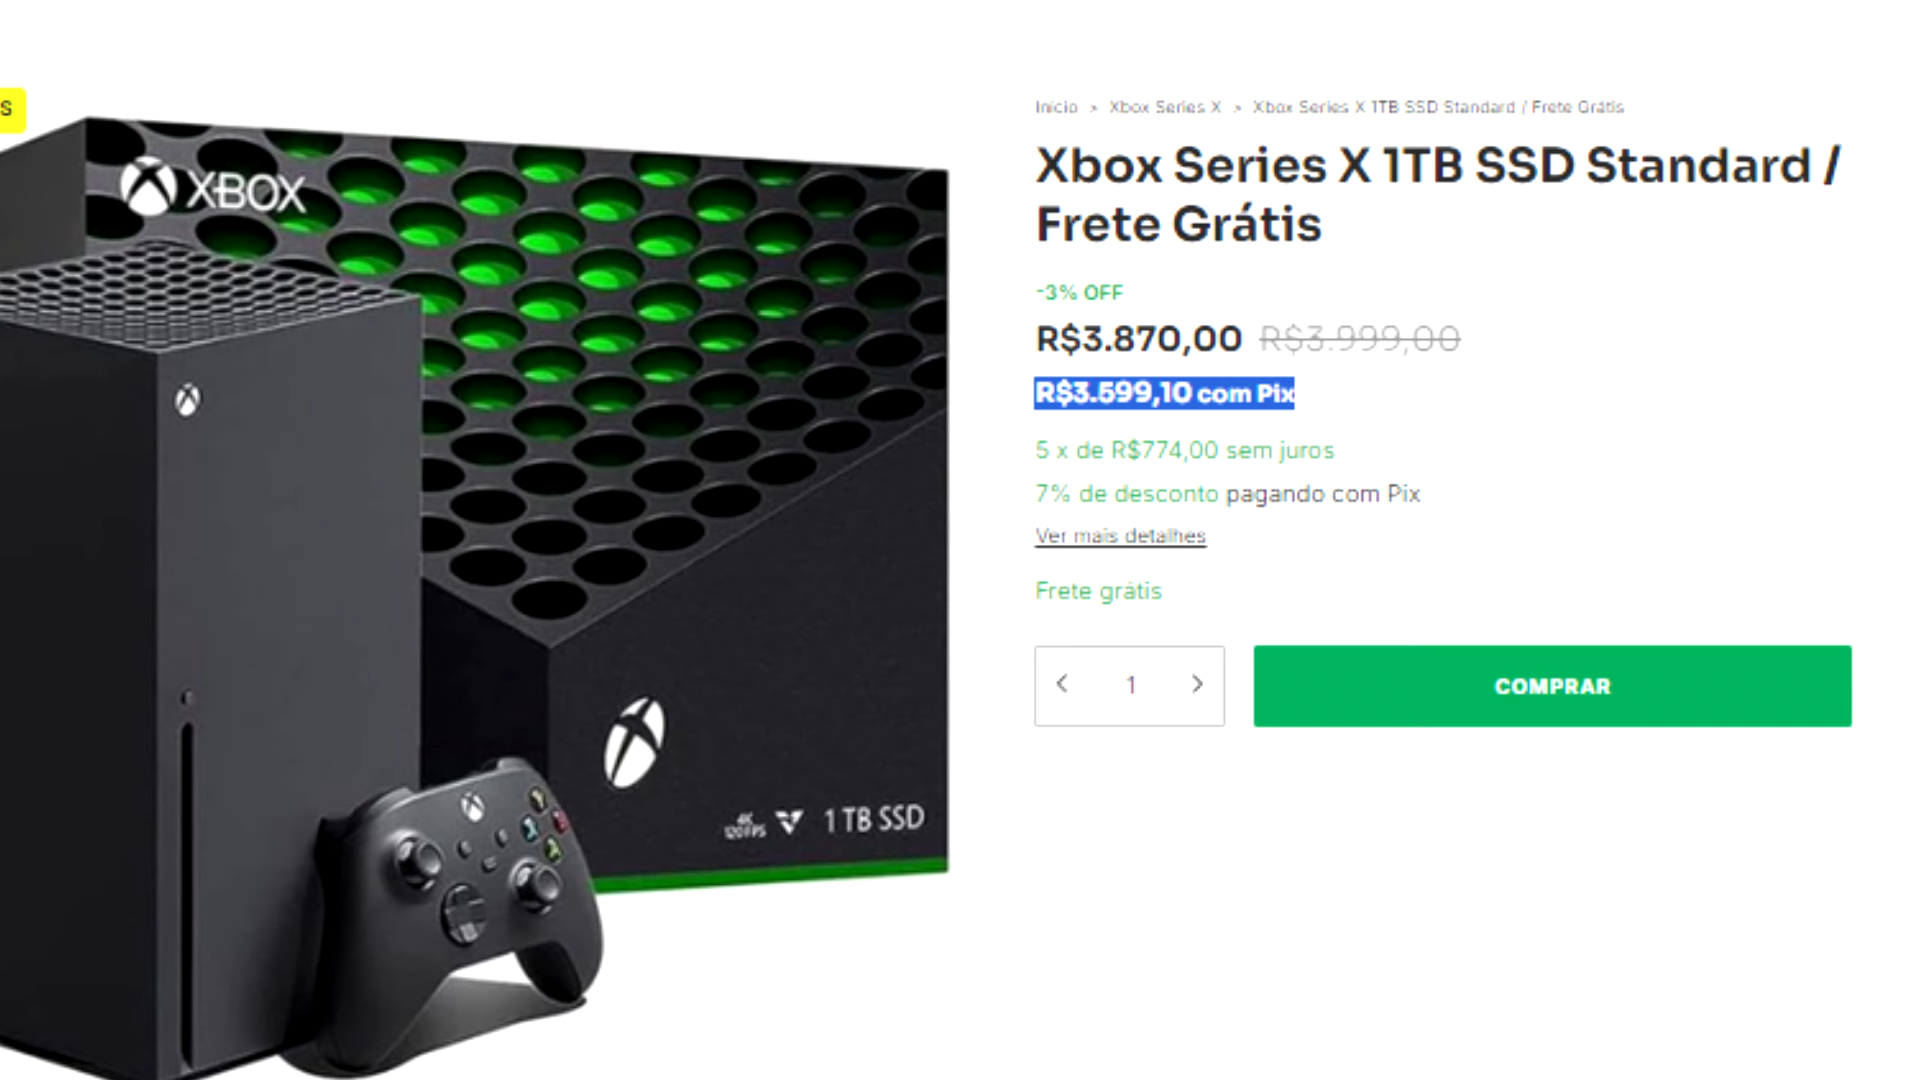 S
XBOX
4K
120FPS
1 TB SSD
Início > Xbox Series X > Xbox Series X 1TB SSD Standard / Frete Grátis
Xbox Series X 1TB SSD Standard /
Frete Grátis
-3% OFF
R$3.870,00 R$3.999,00
R$3.599,10 com Pix
5 x de R$774,00 sem juros
7% de desconto pagando com Pix
Ver mais detalhes
Frete grátis
< 1 >
COMPRAR